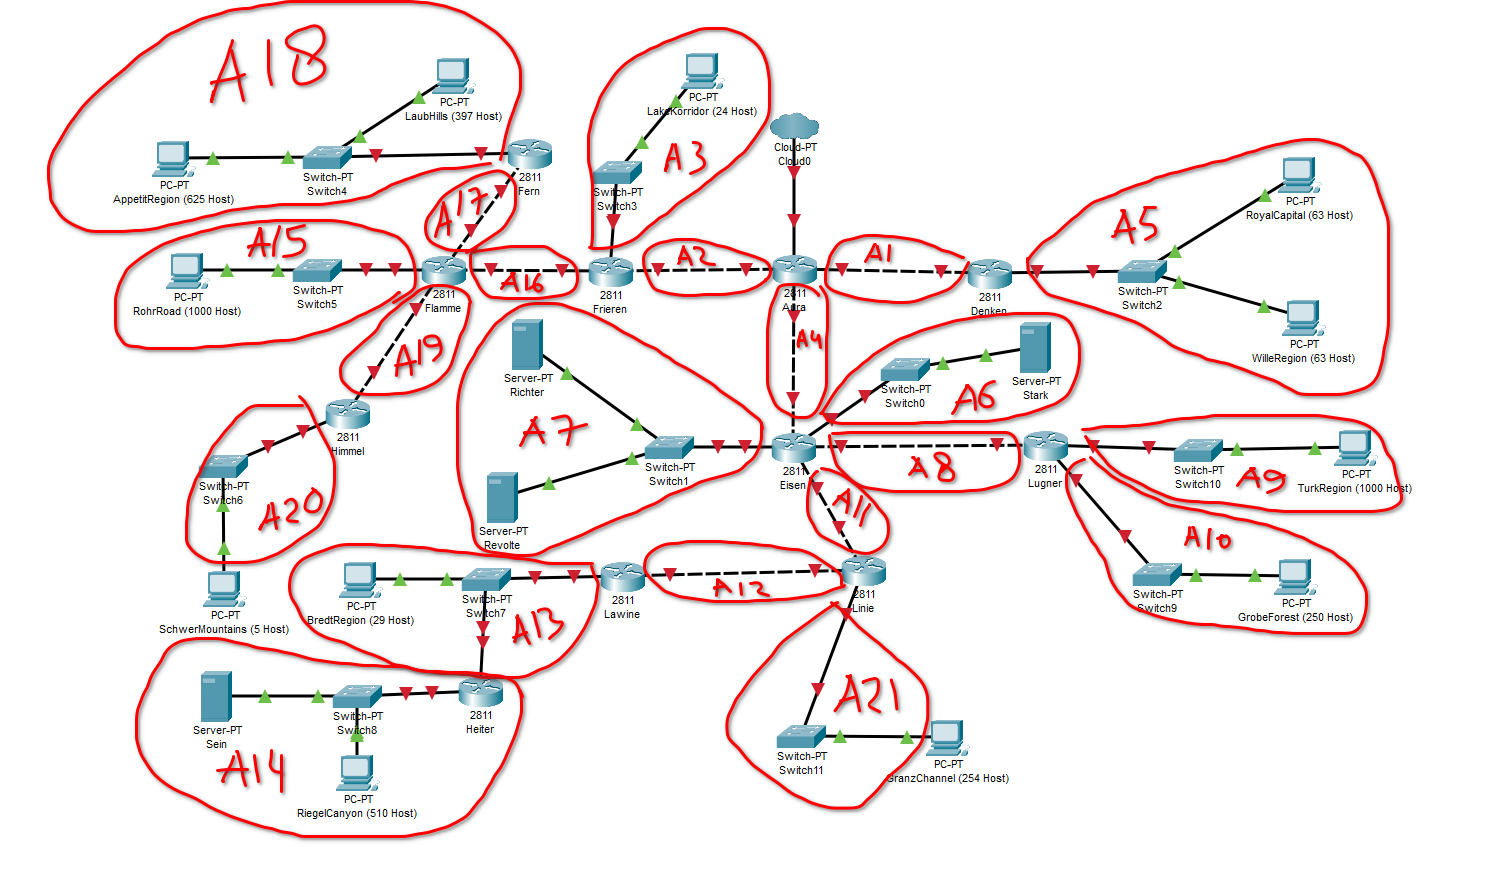 A18
PC-PT
LaubHills (397 Host)
PC-PT
AppetitRegion (625 Host)
Switch-PT
Switch4
2811
Fern
A17
PC-PT
LakeKorridor (24 Host)
A3
Switch-PT
Switch3
Cloud-PT
Cloud0
PC-PT
RoyalCapital (63 Host)
A5
Switch-PT
Switch2
PC-PT
WilleRegion (63 Host)
A15
PC-PT
RohrRoad (1000 Host)
Switch-PT
Switch5
2811
Flamme
A16
2811
Frieren
A2
2811
Aura
A1
2811
Denken
A19
A4
Server-PT
Richter
A7
Switch-PT
Switch1
Server-PT
Revolte
Switch-PT
Switch0
Server-PT
Stark
A6
2811
Himmel
Switch-PT
Switch6
A20
PC-PT
SchwerMountains (5 Host)
2811
Eisen
A8
2811
Lugner
Switch-PT
Switch10
A9
PC-PT
TurkRegion (1000 Host)
A11
A10
Switch-PT
Switch9
PC-PT
GrobeForest (250 Host)
PC-PT
BredtRegion (29 Host)
Switch-PT
Switch7
A13
2811
Lawine
A12
2811
Linie
Server-PT
Sein
A14
Switch-PT
Switch8
2811
Heiter
PC-PT
RiegelCanyon (510 Host)
A21
Switch-PT
Switch11
PC-PT
GranzChannel (254 Host)